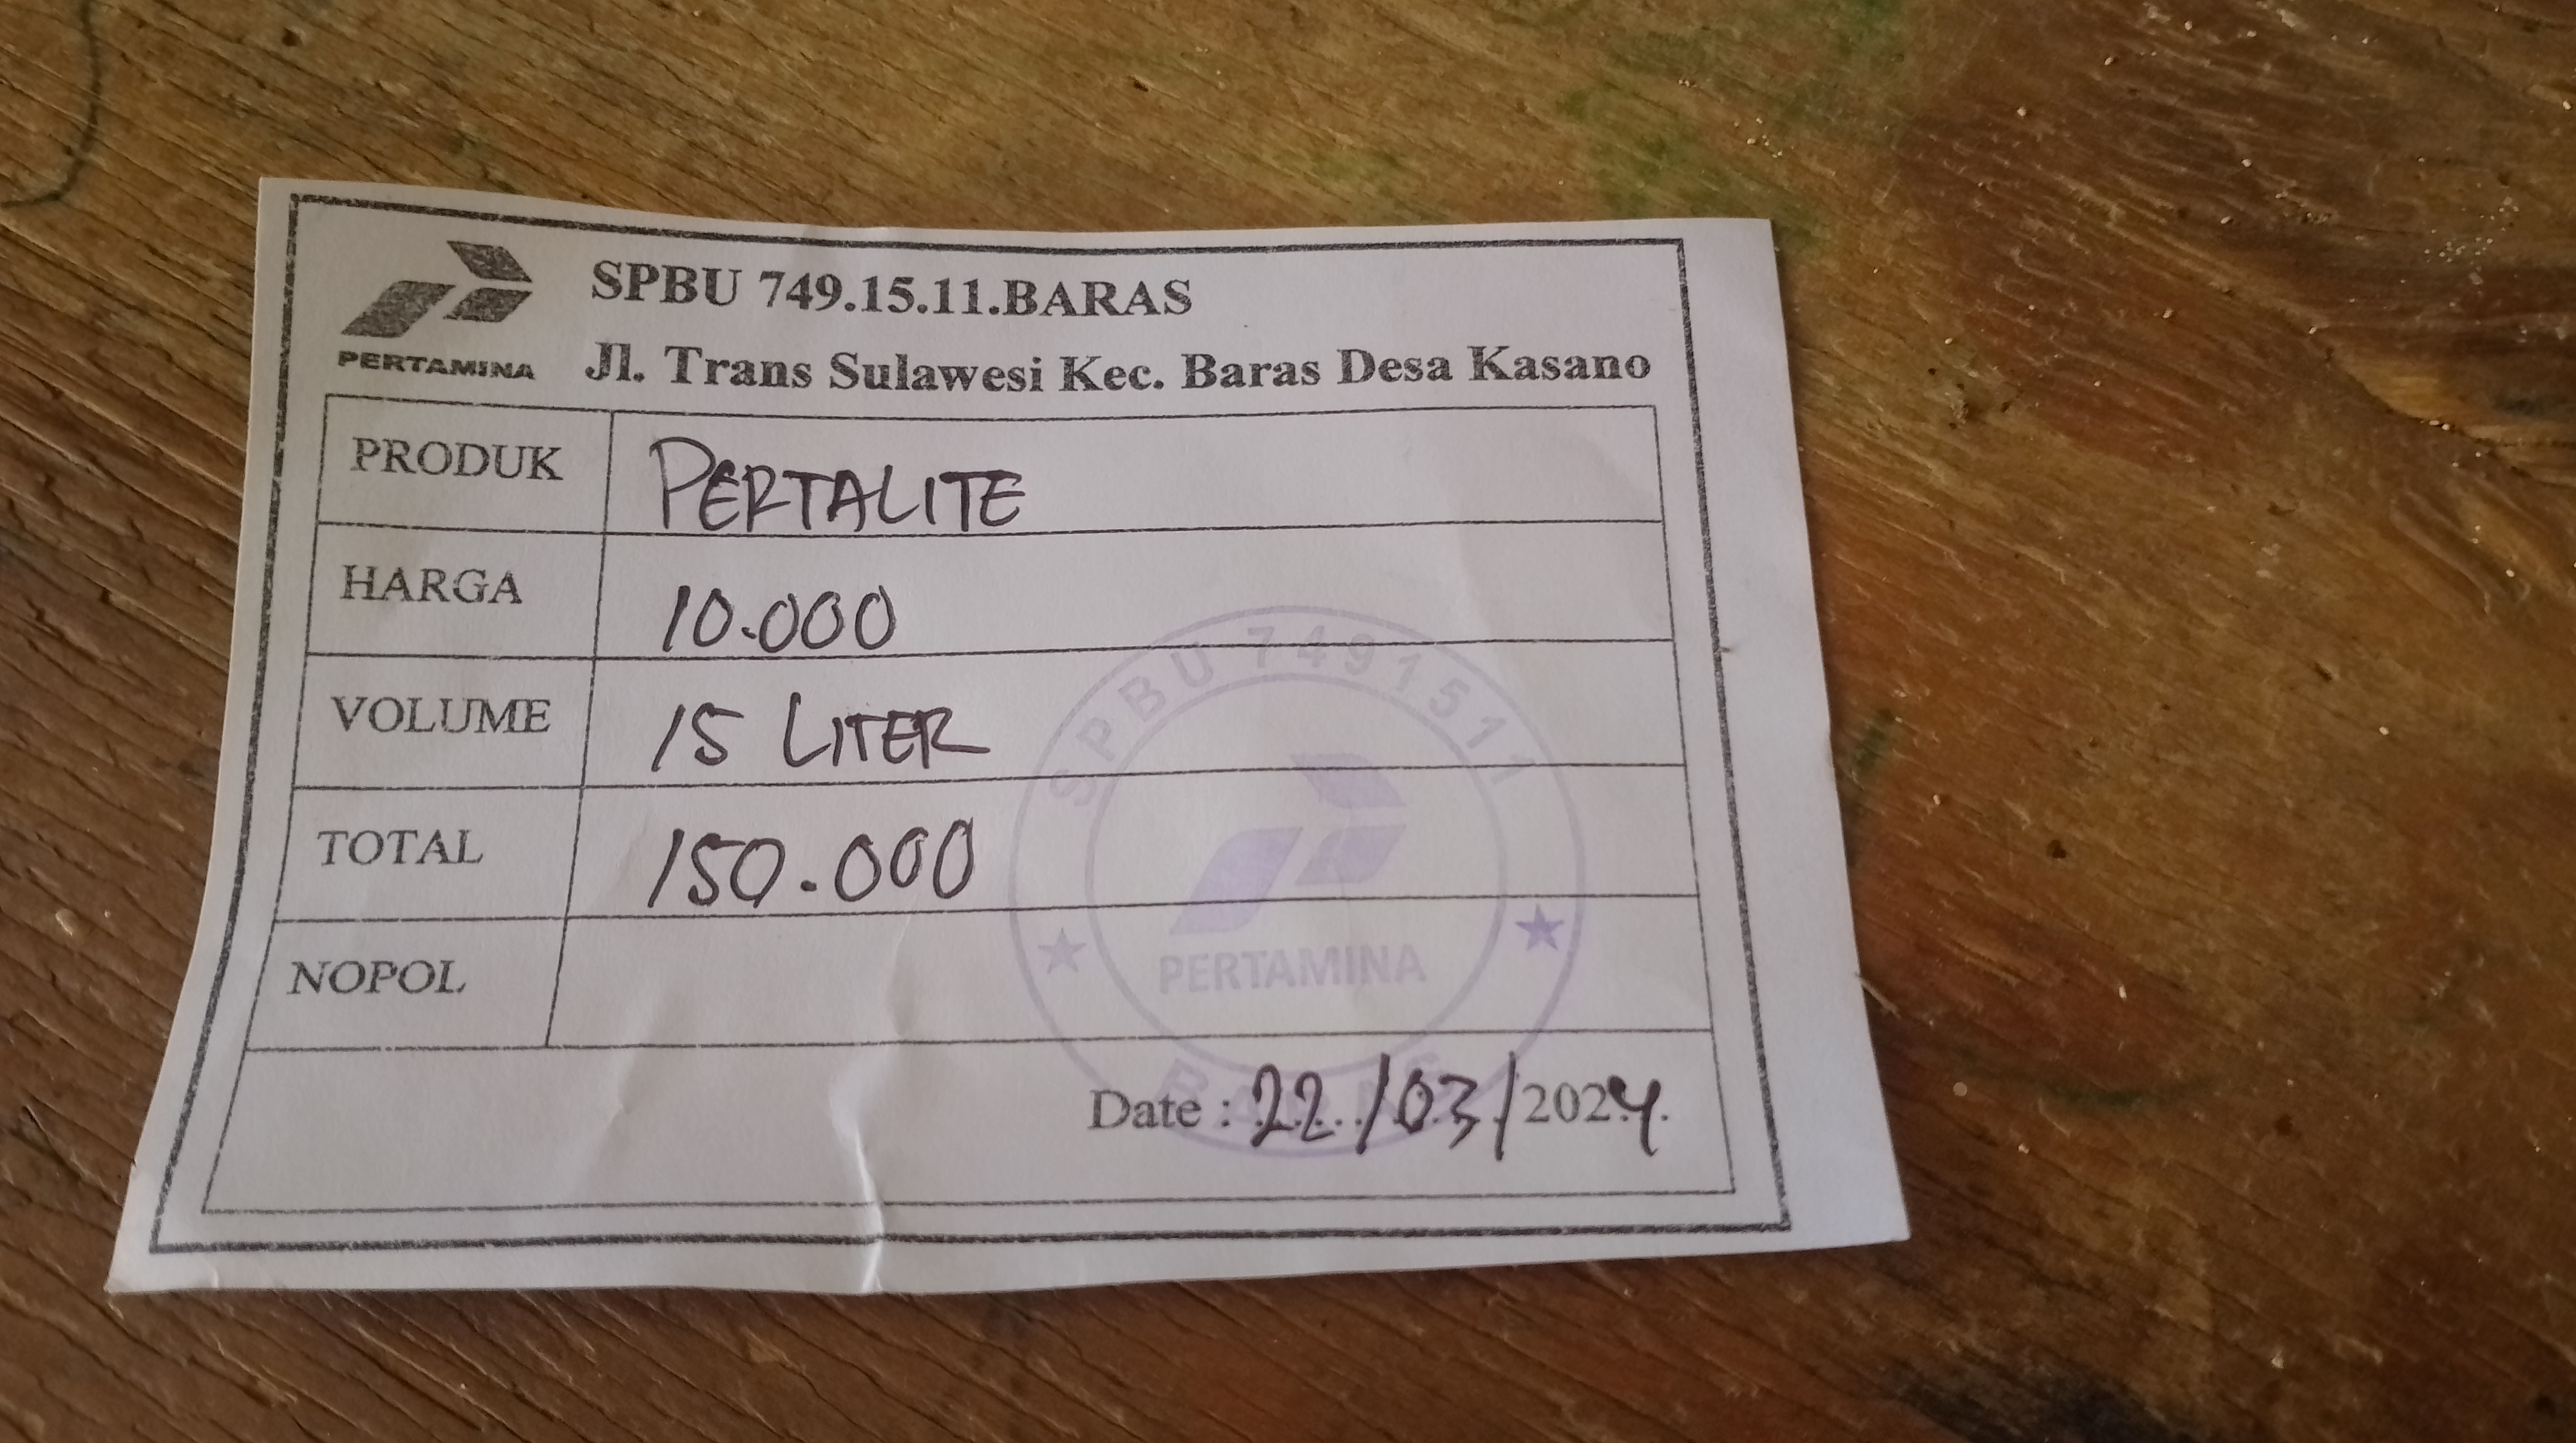 SPBU 749.15.11.BARAS
PERTAMINA
Jl. Trans Sulawesi Kec. Baras Desa Kasano
PRODUK PERTALITE
HARGA 10.000
VOLUME 15 LITER
TOTAL 150.000
NOPOL
SPBU 7491511
PERTAMINA
Date : 22/03/2024.